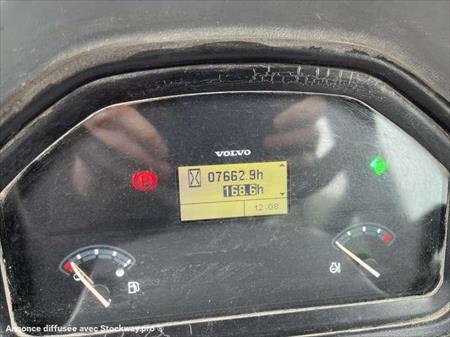 VOLVO
07662.9h
168.6h
12:08
P
Annonce diffusée avec Stockway.pro ©